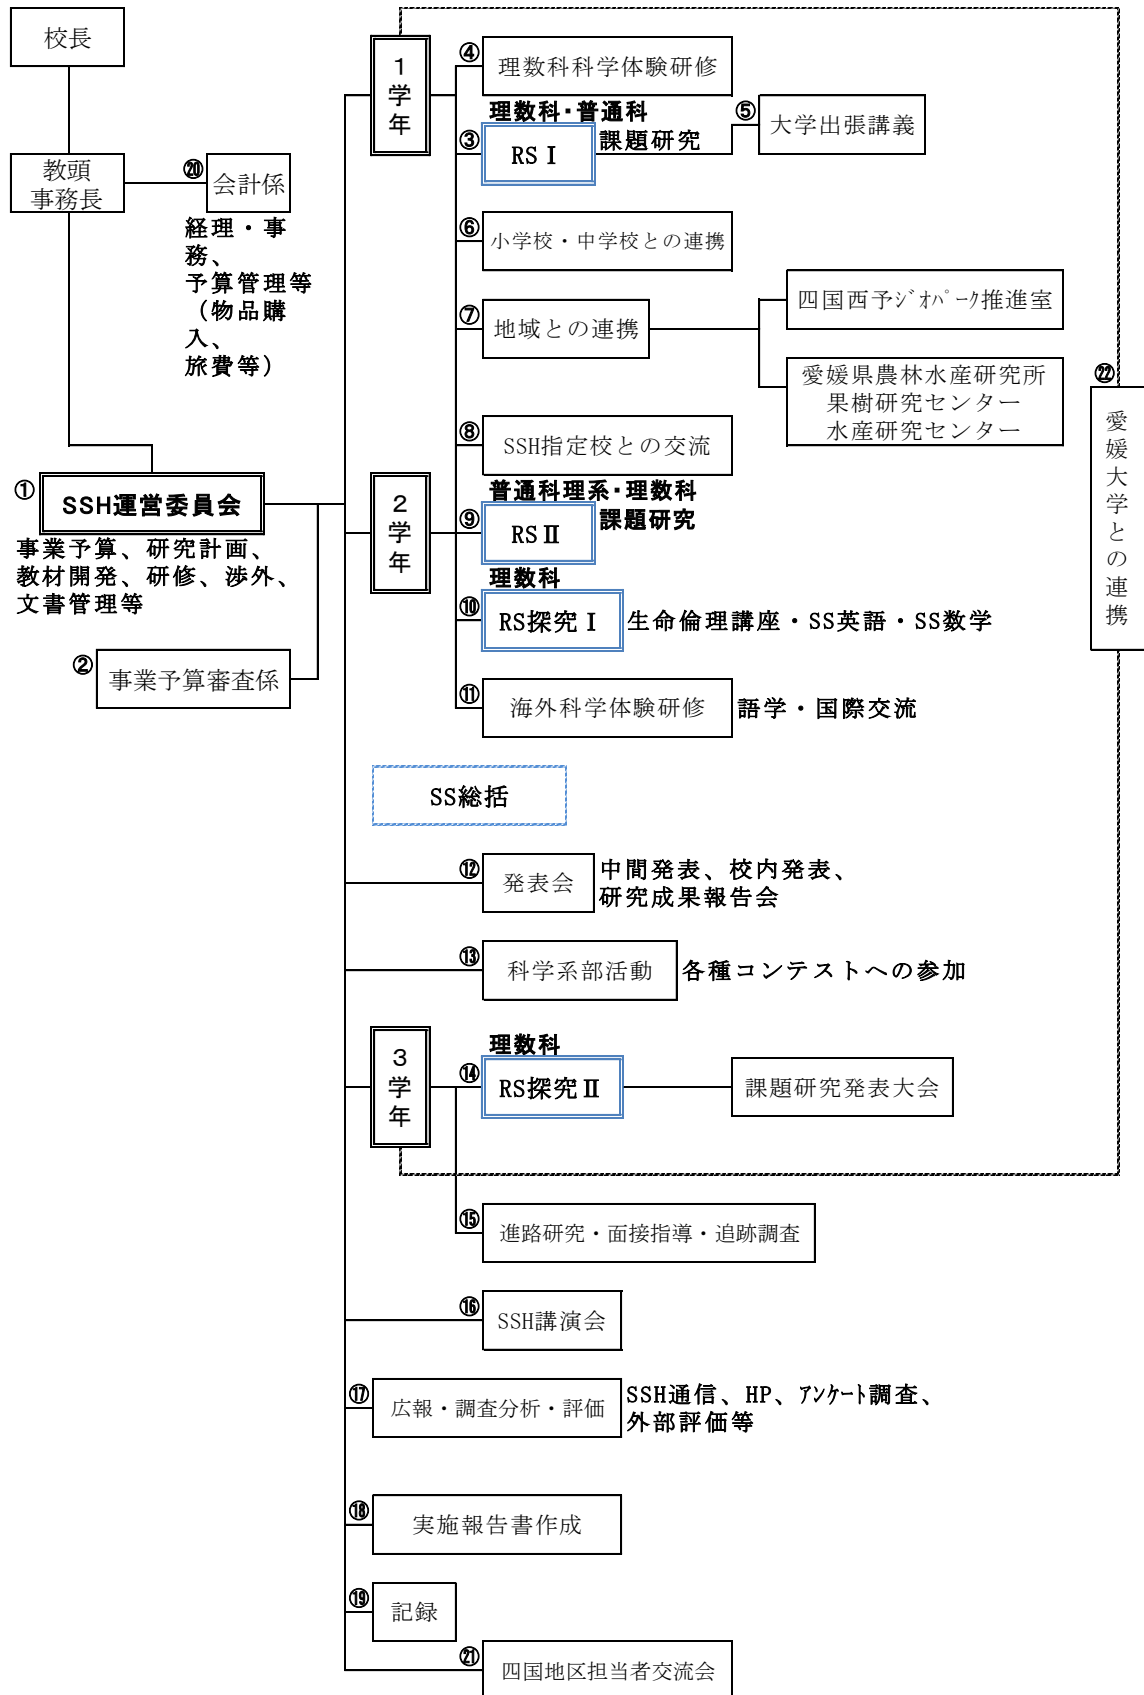 校長
教頭
事務長
⑳
会計係
経理・事
務、
予算管理等
（物品購
入、
旅費等）
①
SSH運営委員会
事業予算、研究計画、
教材開発、研修、渉外、
文書管理等
②
事業予算審査係
1学年
④
理数科科学体験研修
理数科・普通科
③
RSⅠ
課題研究
⑤
大学出張講義
⑥
小学校・中学校との連携
⑦
地域との連携
四国西予ｼﾞｵﾊﾟｰｸ推進室
愛媛県農林水産研究所
果樹研究センター
水産研究センター
⑧
SSH指定校との交流
2学年
普通科理系・理数科
⑨
RSⅡ
課題研究
理数科
⑩
RS探究Ⅰ
生命倫理講座・SS英語・SS数学
⑪
海外科学体験研修
語学・国際交流
SS総括
⑫
発表会
中間発表、校内発表、
研究成果報告会
⑬
科学系部活動
各種コンテストへの参加
3学年
理数科
⑭
RS探究Ⅱ
課題研究発表大会
⑮
進路研究・面接指導・追跡調査
⑯
SSH講演会
⑰
広報・調査分析・評価
SSH通信、HP、ｱﾝｹｰﾄ調査、
外部評価等
⑱
実施報告書作成
⑲
記録
㉑
四国地区担当者交流会
㉒
愛媛大学との連携